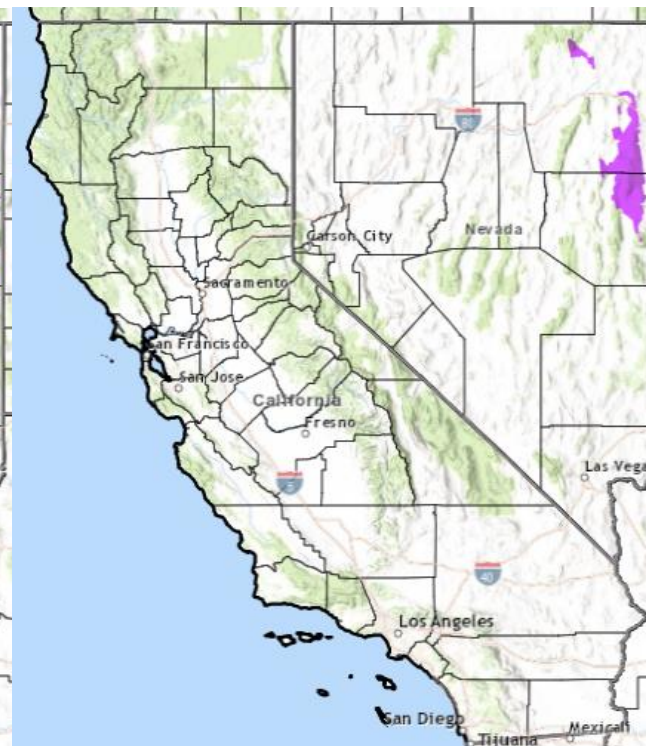 80
Carson City
Nevada
Sacramento
San Francisco
San Jose
California
Fresno
Las Vega
5
40
Los Angeles
San Diego
Tijuana
Mexicali